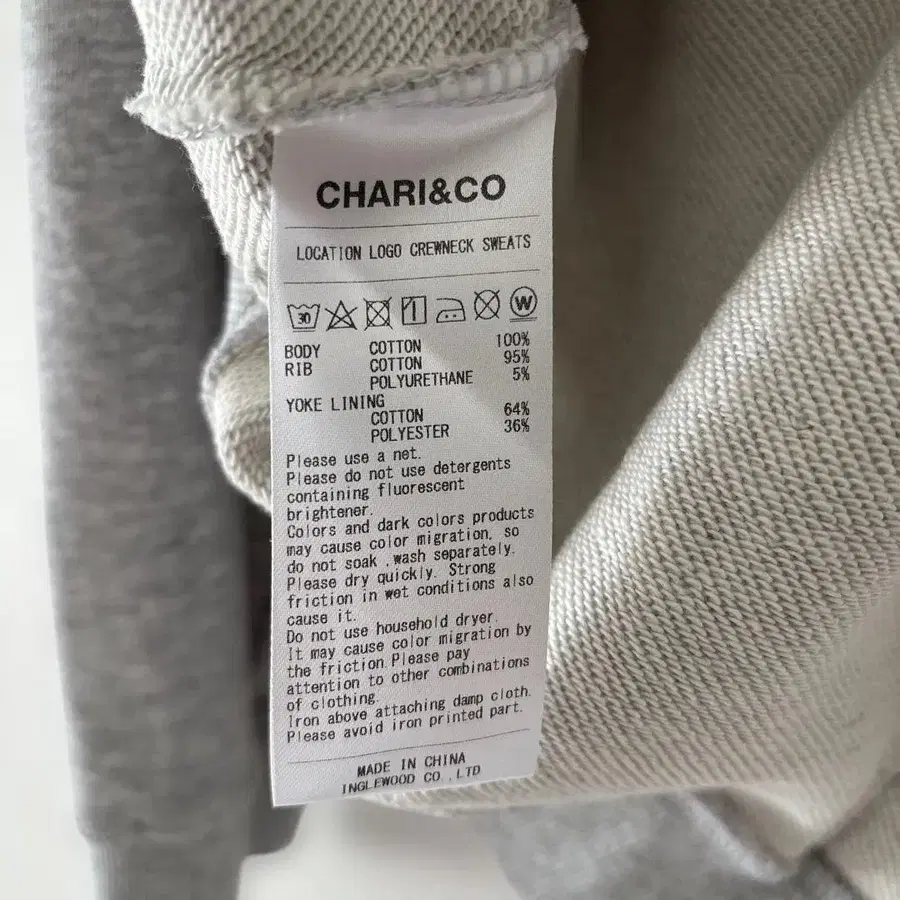 CHARI&CO
LOCATION LOGO CREWNECK SWEATS
30 W
BODY COTTON 100%
RIB COTTON 95%
POLYURETHANE 5%
YOKE LINING
COTTON 64%
POLYESTER 36%
Please use a net.
Please do not use detergents
containing fluorescent
brightener.
Colors and dark colors products
may cause color migration, so
do not soak ,wash separately.
Please dry quickly. Strong
friction in wet conditions also
cause it.
Do not use household dryer.
It may cause color migration by
the friction.Please pay
attention to other combinations
of clothing.
Iron above attaching damp cloth.
Please avoid iron printed part.
MADE IN CHINA
INGLEWOOD CO.,LTD